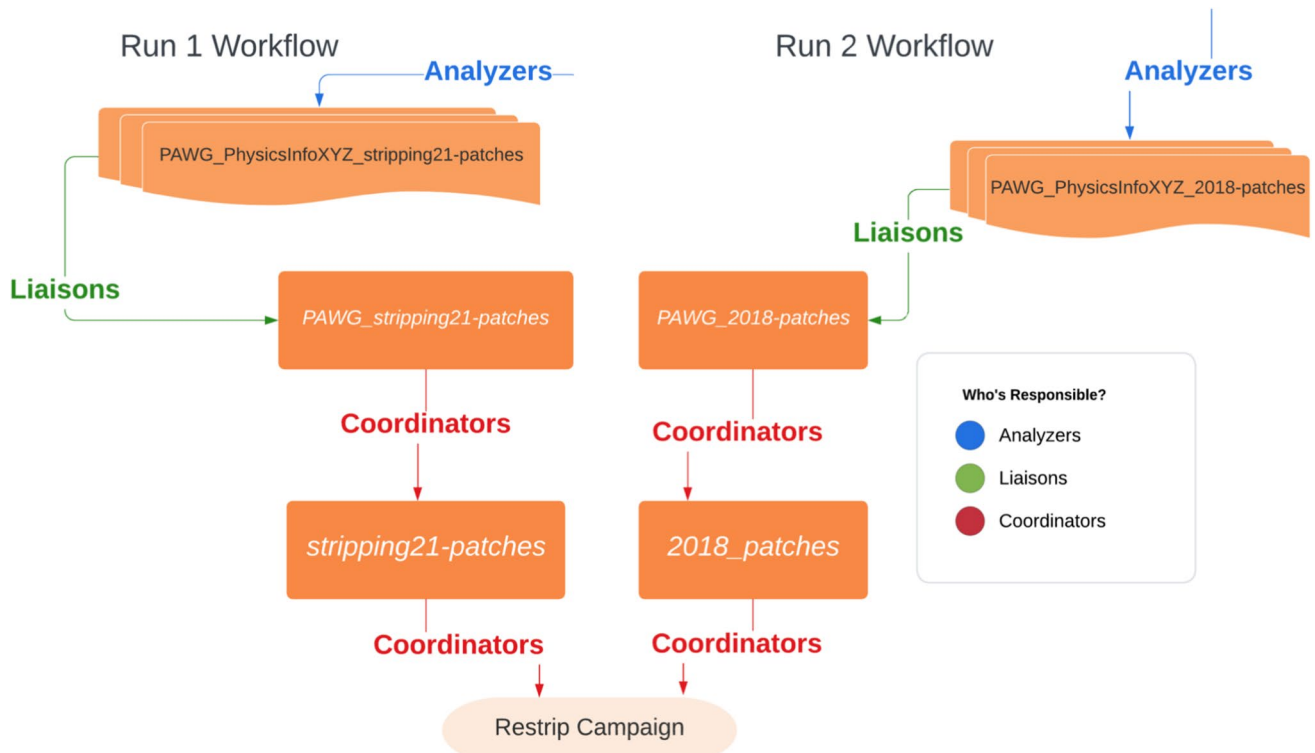 Run 1 Workflow
Run 2 Workflow
Analyzers
Analyzers
PAWG_PhysicsInfoXYZ_stripping21-patches
PAWG_PhysicsInfoXYZ_2018-patches
Liaisons
Liaisons
PAWG_stripping21-patches
PAWG_2018-patches
Who's Responsible?
Analyzers
Liaisons
Coordinators
Coordinators
Coordinators
stripping21-patches
2018_patches
Coordinators
Coordinators
Restrip Campaign